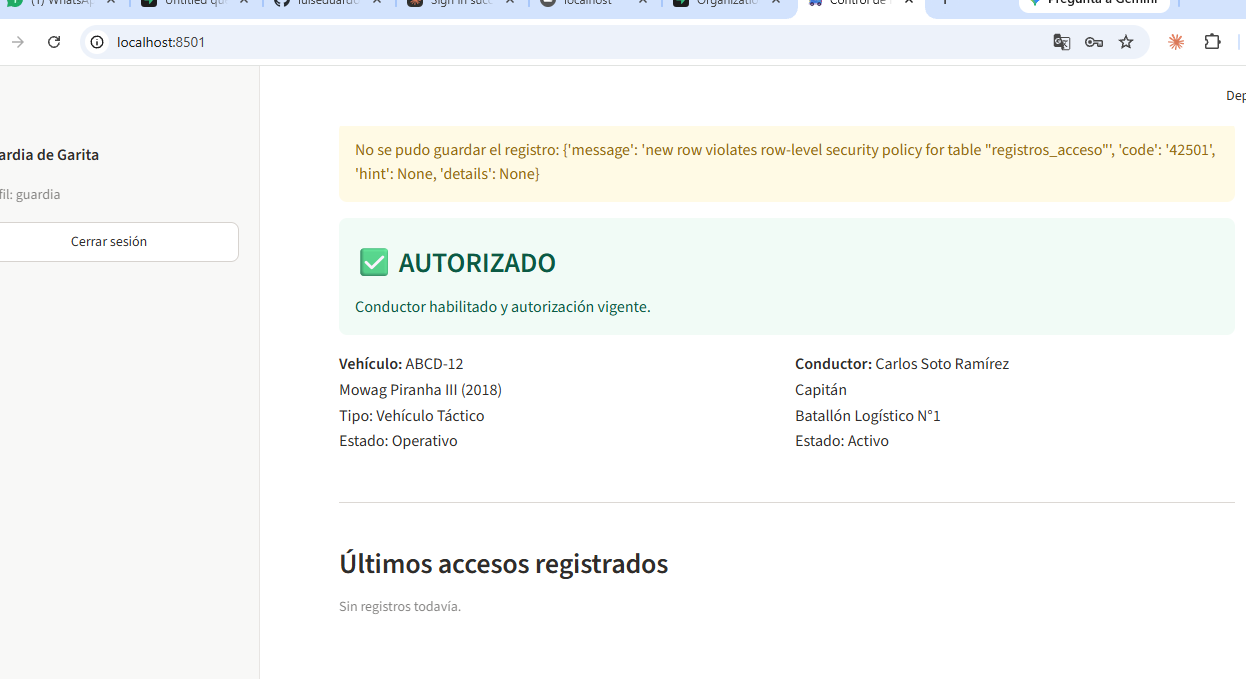 localhost:8501
Dep
ardia de Garita
fil: guardia
Cerrar sesión
No se pudo guardar el registro: {'message': 'new row violates row-level security policy for table "registros_acceso"', 'code': '42501',
'hint': None, 'details': None}
AUTORIZADO
Conductor habilitado y autorización vigente.
Vehículo: ABCD-12
Mowag Piranha III (2018)
Tipo: Vehículo Táctico
Estado: Operativo
Conductor: Carlos Soto Ramírez
Capitán
Batallón Logístico N°1
Estado: Activo
Últimos accesos registrados
Sin registros todavía.